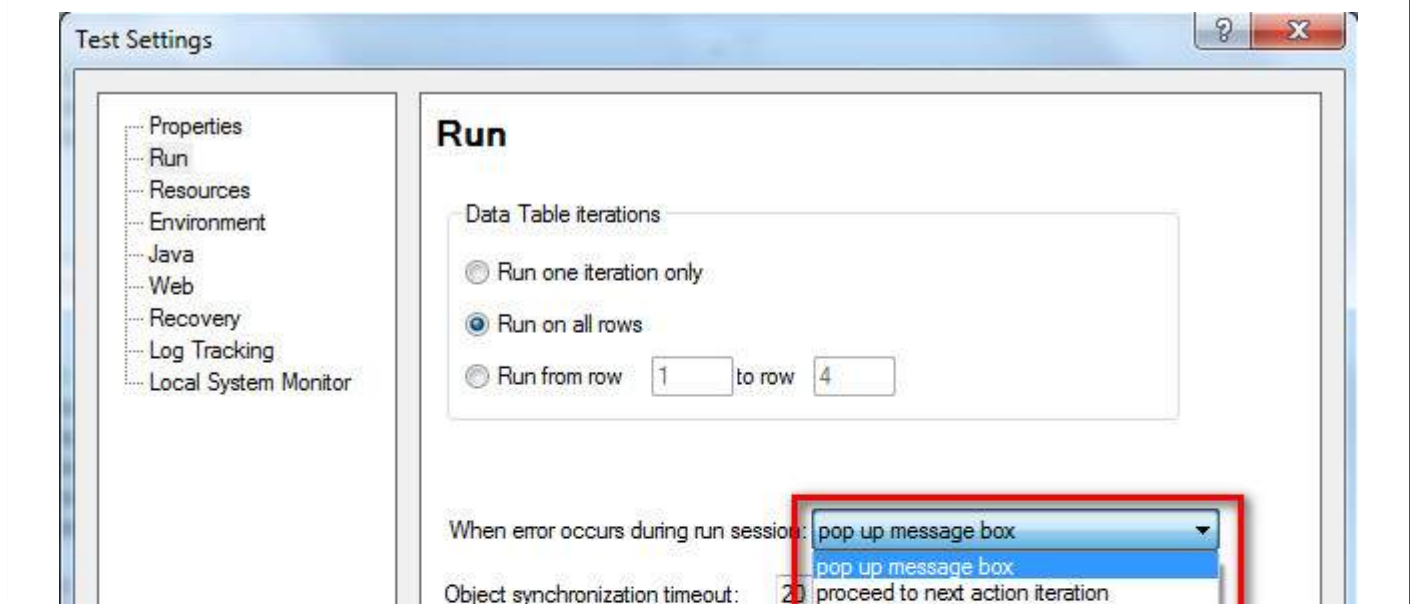 Test Settings
Properties
Run
Resources
Environment
Java
Web
Recovery
Log Tracking
Local System Monitor
Run
Data Table iterations
Run one iteration only
Run on all rows
Run from row 1 to row 4
When error occurs during run session: pop up message box
pop up message box
Object synchronization timeout: 20 proceed to next action iteration